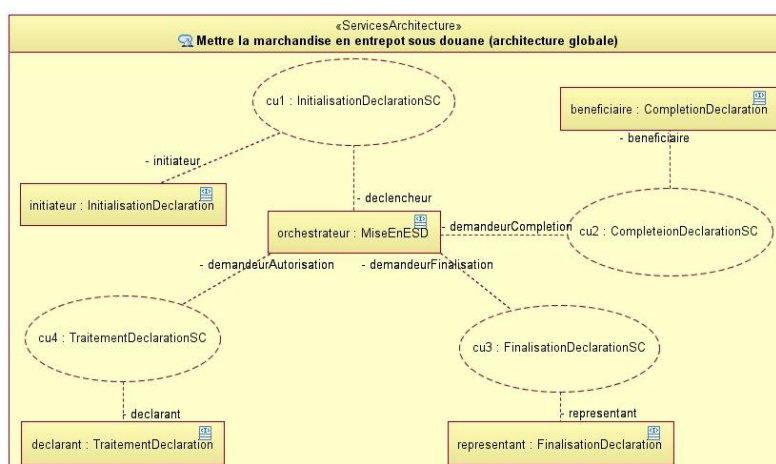 «ServicesArchitecture»
Mettre la marchandise en entrepot sous douane (architecture globale)
cu1 : InitialisationDeclarationSC
beneficiaire : CompletionDeclaration
- beneficiaire
- initiateur
initiateur : InitialisationDeclaration
- declencheur
orchestrateur : MiseEnESD
- demandeurCompletion
cu2 : CompleteionDeclarationSC
- demandeurAutorisation
- demandeurFinalisation
cu4 : TraitementDeclarationSC
cu3 : FinalisationDeclarationSC
- declarant
- representant
declarant : TraitementDeclaration
representant : FinalisationDeclaration